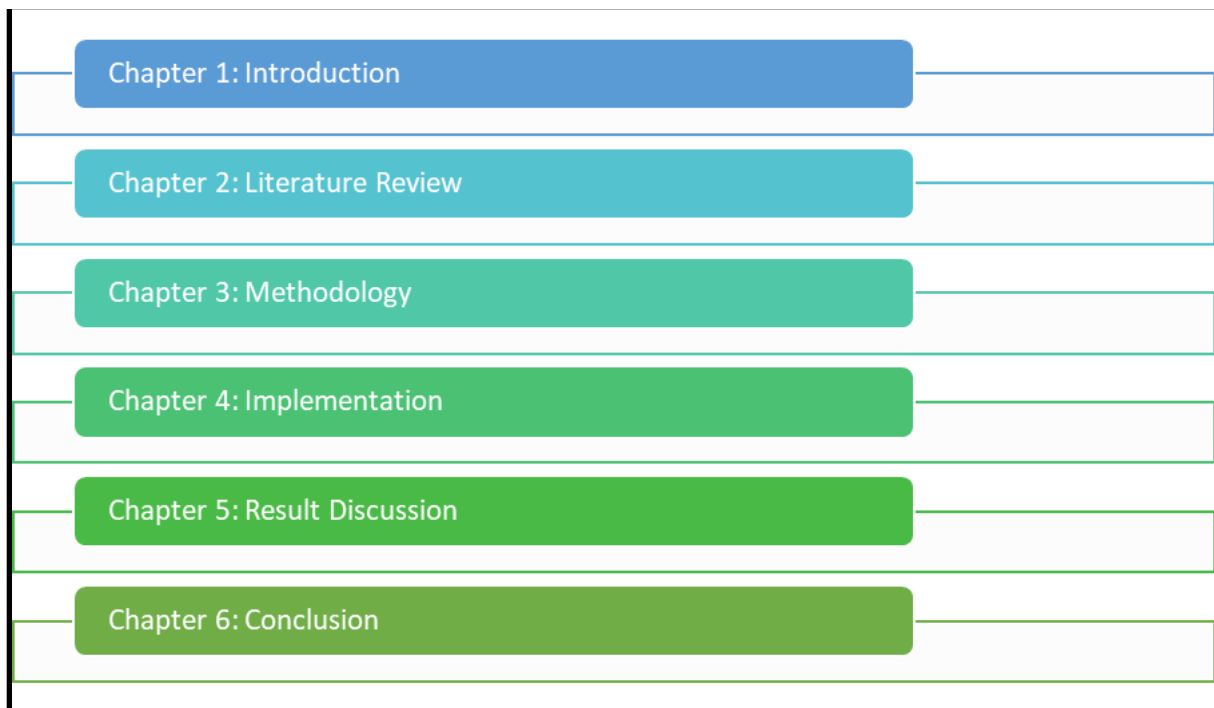 Chapter 1: Introduction
Chapter 2: Literature Review
Chapter 3: Methodology
Chapter 4: Implementation
Chapter 5: Result Discussion
Chapter 6: Conclusion